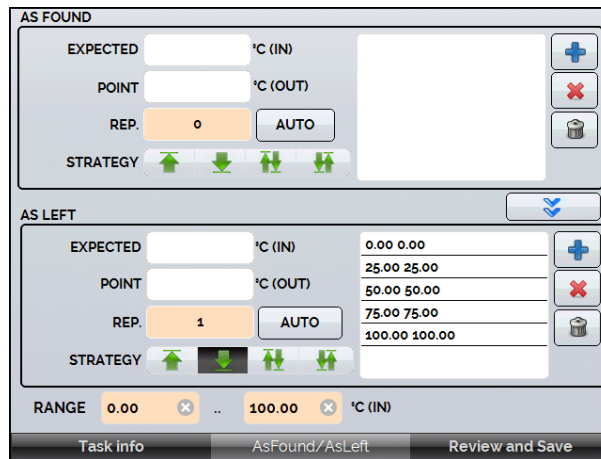 AS FOUND
EXPECTED °C (IN)
POINT °C (OUT)
REP. 0 AUTO
STRATEGY
AS LEFT
EXPECTED °C (IN)
POINT °C (OUT)
REP. 1 AUTO
STRATEGY
0.00 0.00
25.00 25.00
50.00 50.00
75.00 75.00
100.00 100.00
RANGE 0.00 .. 100.00 °C (IN)
Task info AsFound/AsLeft Review and Save